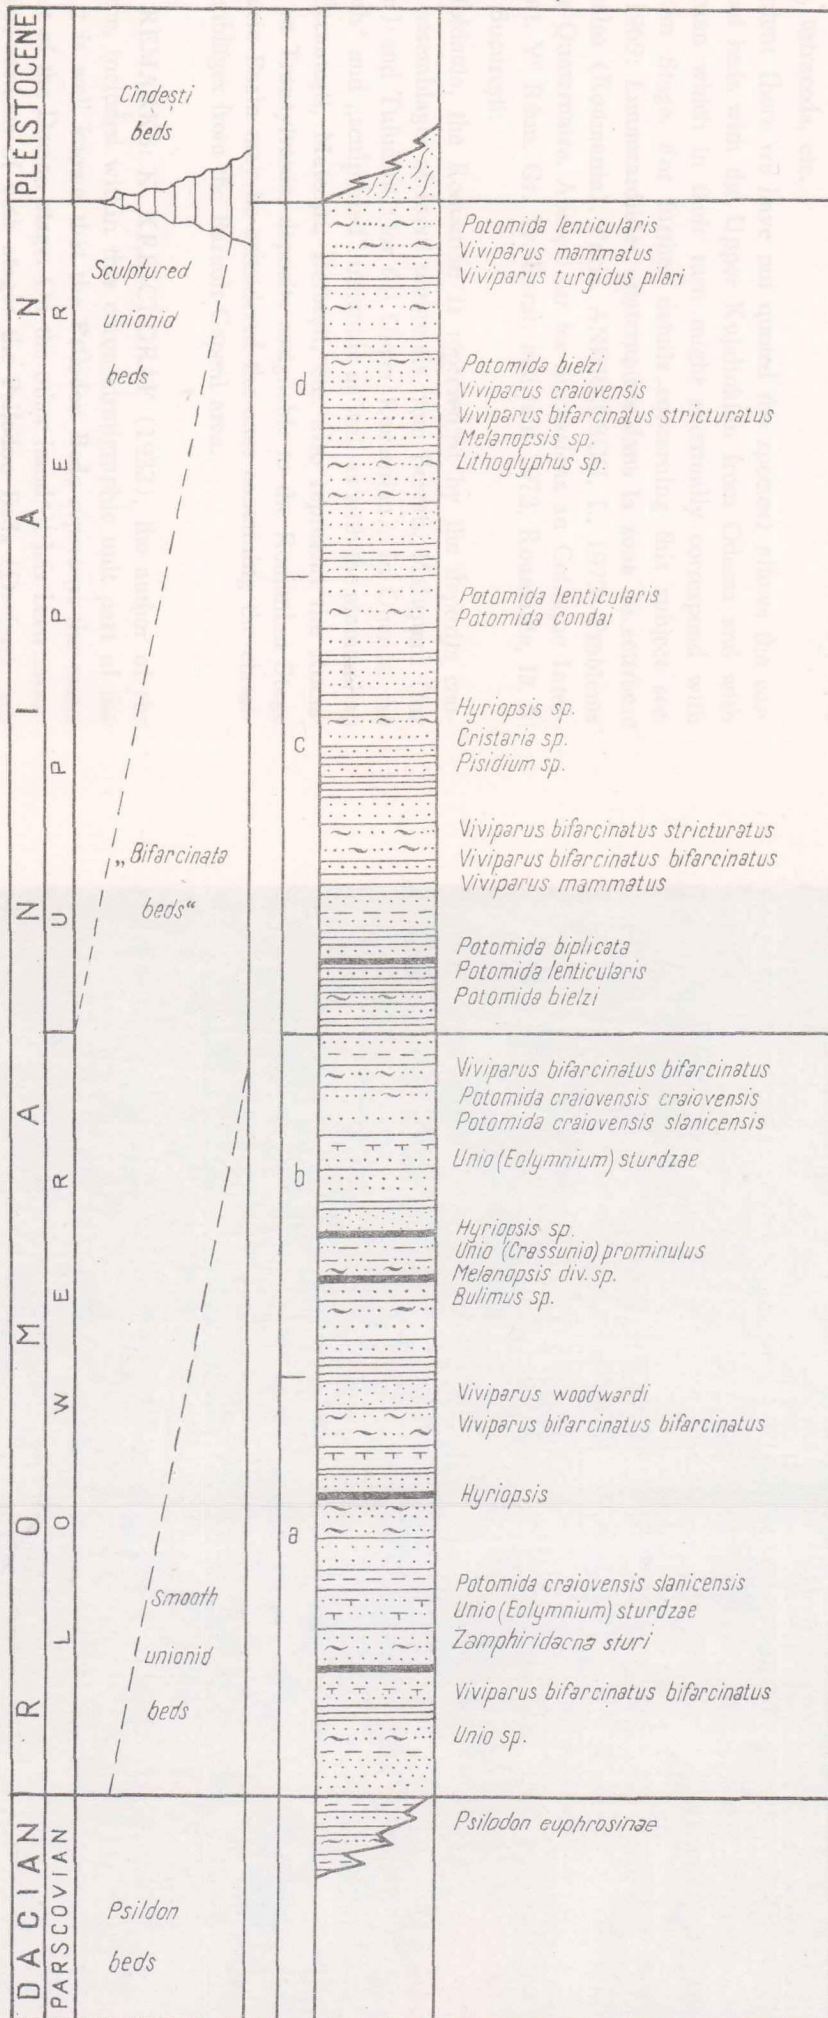 PLEISTOCENE
Cîndești
beds
ROMANIAN
UPPER
Sculptured
unionid
beds
„Bifarcinata
beds“
d
Potomida lenticularis
Viviparus mammatus
Viviparus turgidus pilari
Potomida bielzi
Viviparus craiovensis
Viviparus bifarcinatus stricturatus
Melanopsis sp.
Lithoglyphus sp.
c
Potomida lenticularis
Potomida condai
Hyriopsis sp.
Cristaria sp.
Pisidium sp.
Viviparus bifarcinatus stricturatus
Viviparus bifarcinatus bifarcinatus
Viviparus mammatus
Potomida biplicata
Potomida lenticularis
Potomida bielzi
LOWER
Smooth
unionid
beds
b
Viviparus bifarcinatus bifarcinatus
Potomida craiovensis craiovensis
Potomida craiovensis slanicensis
Unio (Eolymnium) sturdzae
Hyriopsis sp.
Unio (Crassunio) prominulus
Melanopsis div. sp.
Bulimus sp.
a
Viviparus woodwardi
Viviparus bifarcinatus bifarcinatus
Hyriopsis
Potomida craiovensis slanicensis
Unio (Eolymnium) sturdzae
Zamphiridacna sturi
Viviparus bifarcinatus bifarcinatus
Unio sp.
DACIAN
PARSCOVIAN
Psildon
beds
Psilodon euphrosinae